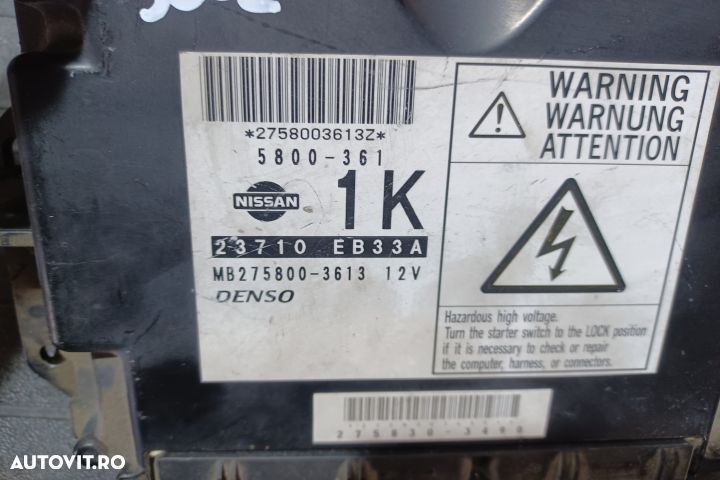 *2758003613Z*
5800-361
NISSAN
1K
23710 EB33A
MB275800-3613 12V
DENSO
WARNING
WARNUNG
ATTENTION
Hazardous high voltage.
Turn the starter switch to the LOCK position
if it is necessary to check or repair
the computer, harness, or connectors.
275830-3499
AUTOVIT.RO